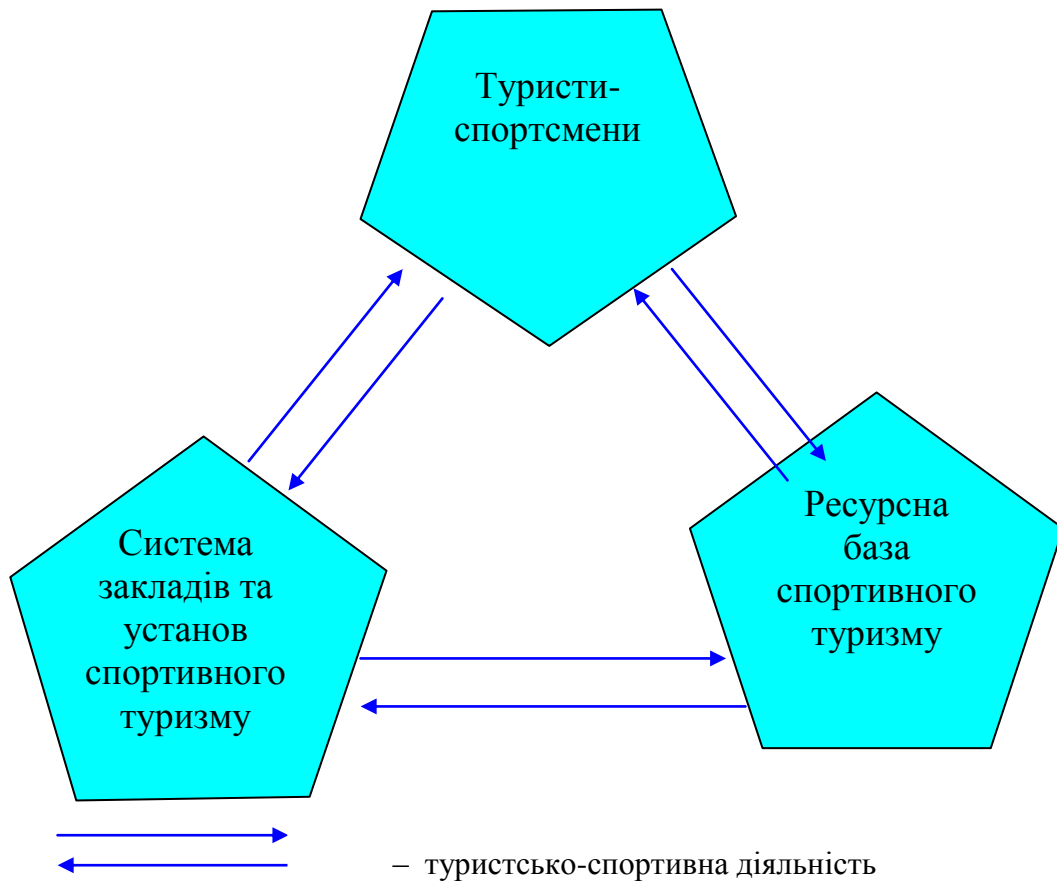 Туристи-
спортсмени
Система
закладів та
установ
спортивного
туризму
Ресурсна
база
спортивного
туризму
– туристсько-спортивна діяльність